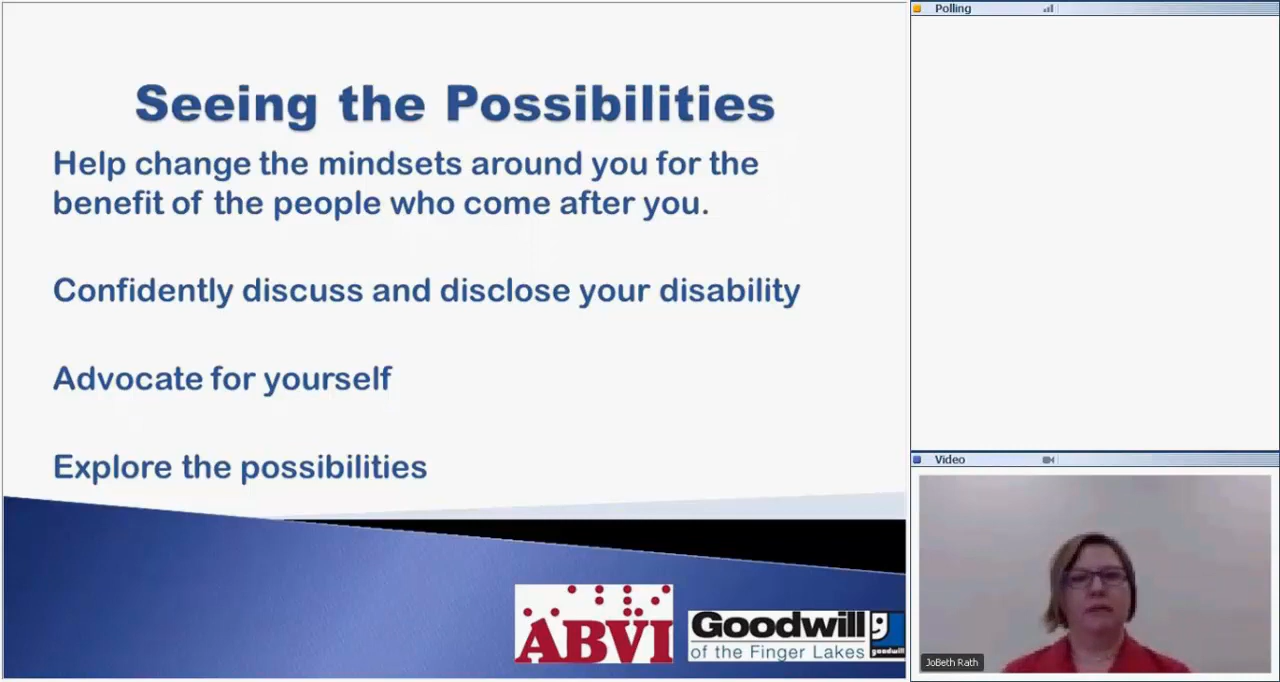 Seeing the Possibilities
Help change the mindsets around you for the
benefit of the people who come after you.
Confidently discuss and disclose your disability
Advocate for yourself
Explore the possibilities
ABVI
Goodwill
of the Finger Lakes
goodwill
Polling
Video
JoBeth Rath